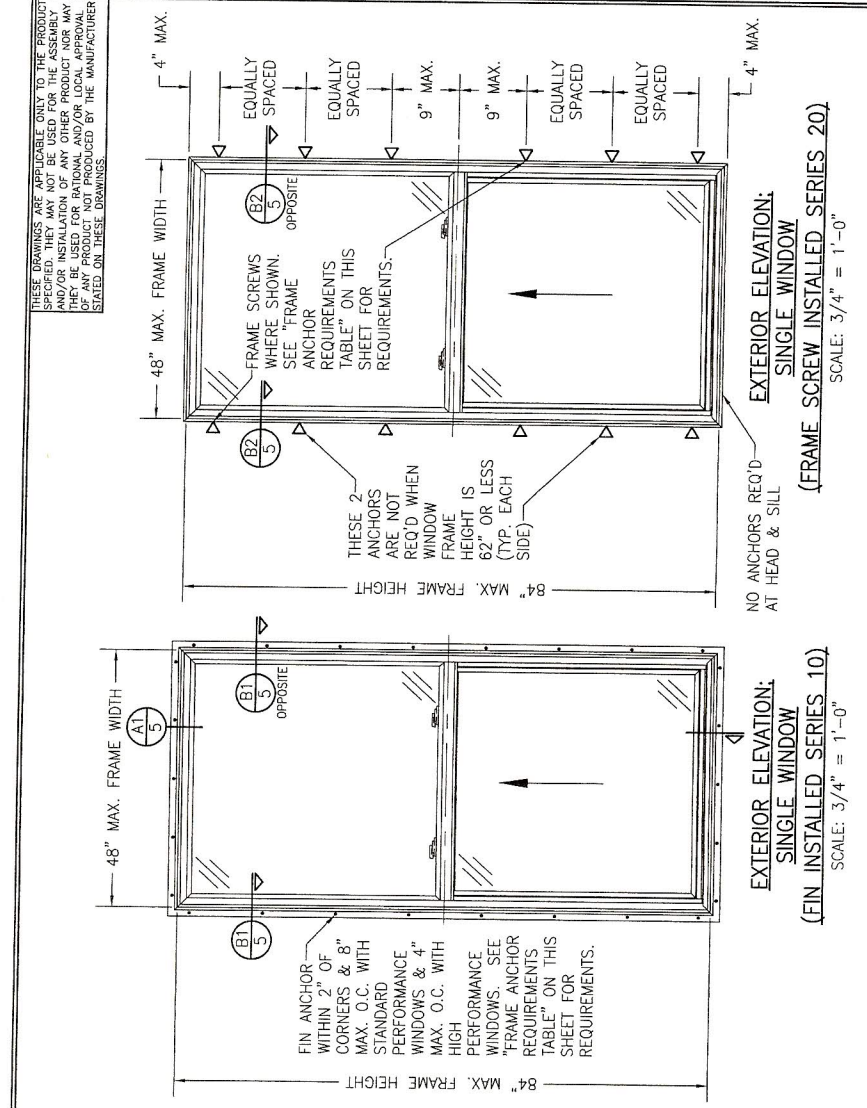 THESE DRAWINGS ARE APPLICABLE ONLY TO THE PRODUCT
SPECIFIED. THEY MAY NOT BE USED FOR THE ASSEMBLY
AND/OR INSTALLATION OF ANY OTHER PRODUCT NOR MAY
THEY BE USED FOR RATIONAL AND/OR LOCAL APPROVAL
OF ANY PRODUCT NOT PRODUCED BY THE MANUFACTURER
STATED ON THESE DRAWINGS.
48" MAX. FRAME WIDTH
A1
5
B1
5
B1
5
OPPOSITE
FIN ANCHOR
WITHIN 2" OF
CORNERS & 8"
MAX. O.C. WITH
STANDARD
PERFORMANCE
WINDOWS & 4"
MAX. O.C. WITH
HIGH
PERFORMANCE
WINDOWS. SEE
"FRAME ANCHOR
REQUIREMENTS
TABLE" ON THIS
SHEET FOR
REQUIREMENTS.
84" MAX. FRAME HEIGHT
EXTERIOR ELEVATION:
SINGLE WINDOW
(FIN INSTALLED SERIES 10)
SCALE: 3/4" = 1'-0"
48" MAX. FRAME WIDTH
B2
5
B2
5
OPPOSITE
FRAME SCREWS
WHERE SHOWN.
SEE "FRAME
ANCHOR
REQUIREMENTS
TABLE" ON THIS
SHEET FOR
REQUIREMENTS.
THESE 2
ANCHORS
ARE NOT
REQ'D WHEN
WINDOW
FRAME
HEIGHT IS
62" OR LESS
(TYP. EACH
SIDE)
84" MAX. FRAME HEIGHT
4" MAX.
EQUALLY
SPACED
EQUALLY
SPACED
9" MAX.
9" MAX.
EQUALLY
SPACED
EQUALLY
SPACED
4" MAX.
NO ANCHORS REQ'D
AT HEAD & SILL
EXTERIOR ELEVATION:
SINGLE WINDOW
(FRAME SCREW INSTALLED SERIES 20)
SCALE: 3/4" = 1'-0"